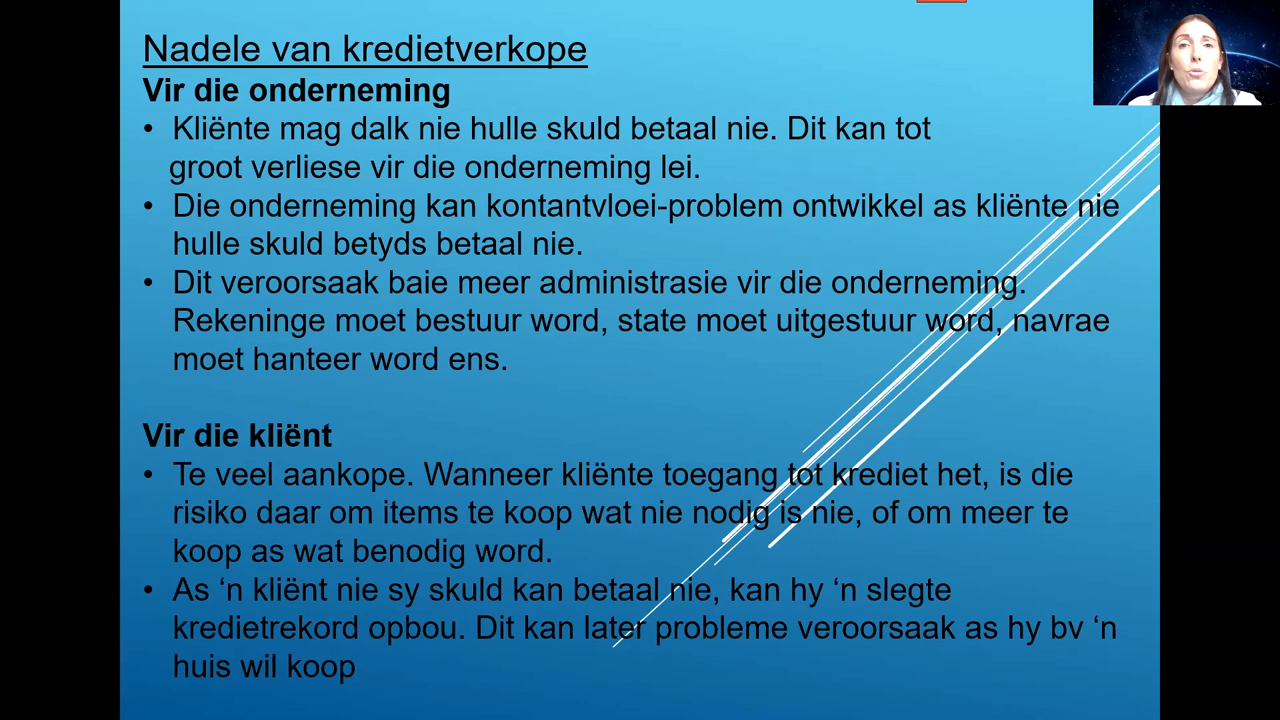 Nadele van kredietverkope
Vir die onderneming
• Kliënte mag dalk nie hulle skuld betaal nie. Dit kan tot
groot verliese vir die onderneming lei.
• Die onderneming kan kontantvloei-probleem ontwikkel as kliënte nie
hulle skuld betyds betaal nie.
• Dit veroorsaak baie meer administrasie vir die onderneming.
Rekeninge moet bestuur word, state moet uitgestuur word, navrae
moet hanteer word ens.
Vir die kliënt
• Te veel aankope. Wanneer kliënte toegang tot krediet het, is die
risiko daar om items te koop wat nie nodig is nie, of om meer te
koop as wat benodig word.
• As ‘n kliënt nie sy skuld kan betaal nie, kan hy ‘n slegte
kredietrekord opbou. Dit kan later probleme veroorsaak as hy bv ‘n
huis wil koop